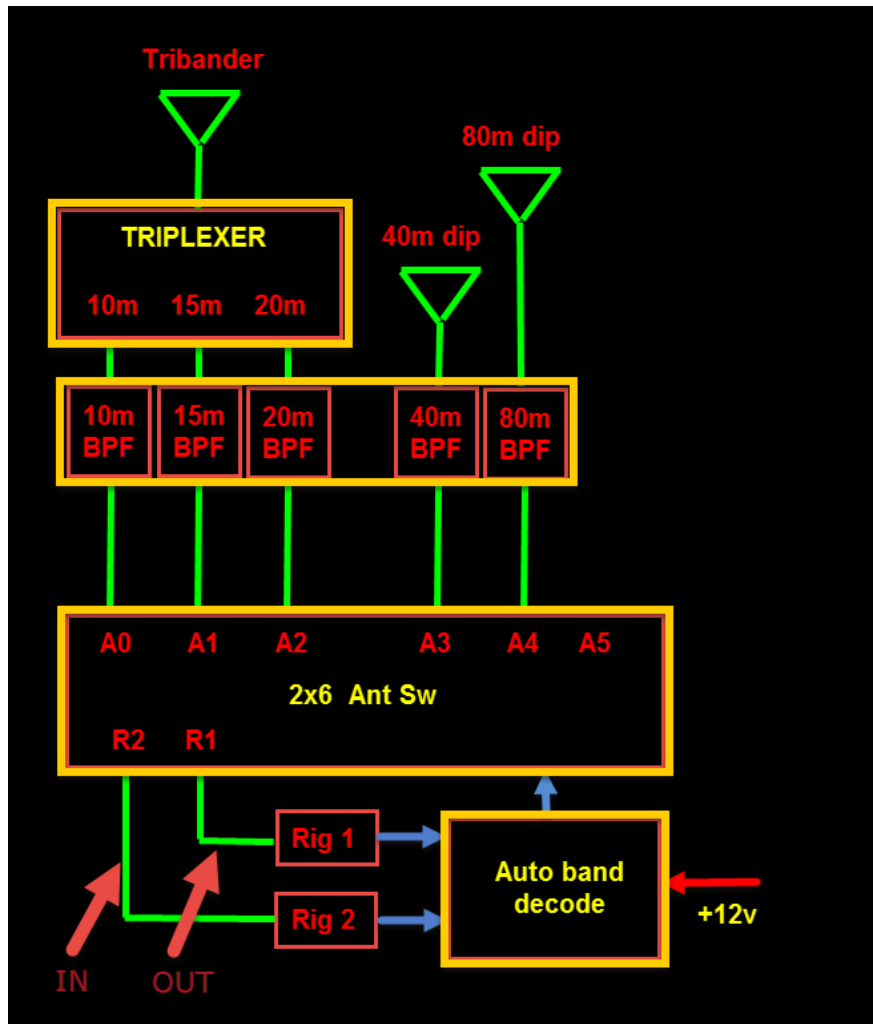 Tribander
80m dip
TRIPLEXER
40m dip
10m 15m 20m
10m 15m 20m 40m 80m
BPF BPF BPF BPF BPF
A0 A1 A2 A3 A4 A5
2x6 Ant Sw
R2 R1
Rig 1
Auto band
decode
Rig 2
+12v
IN OUT